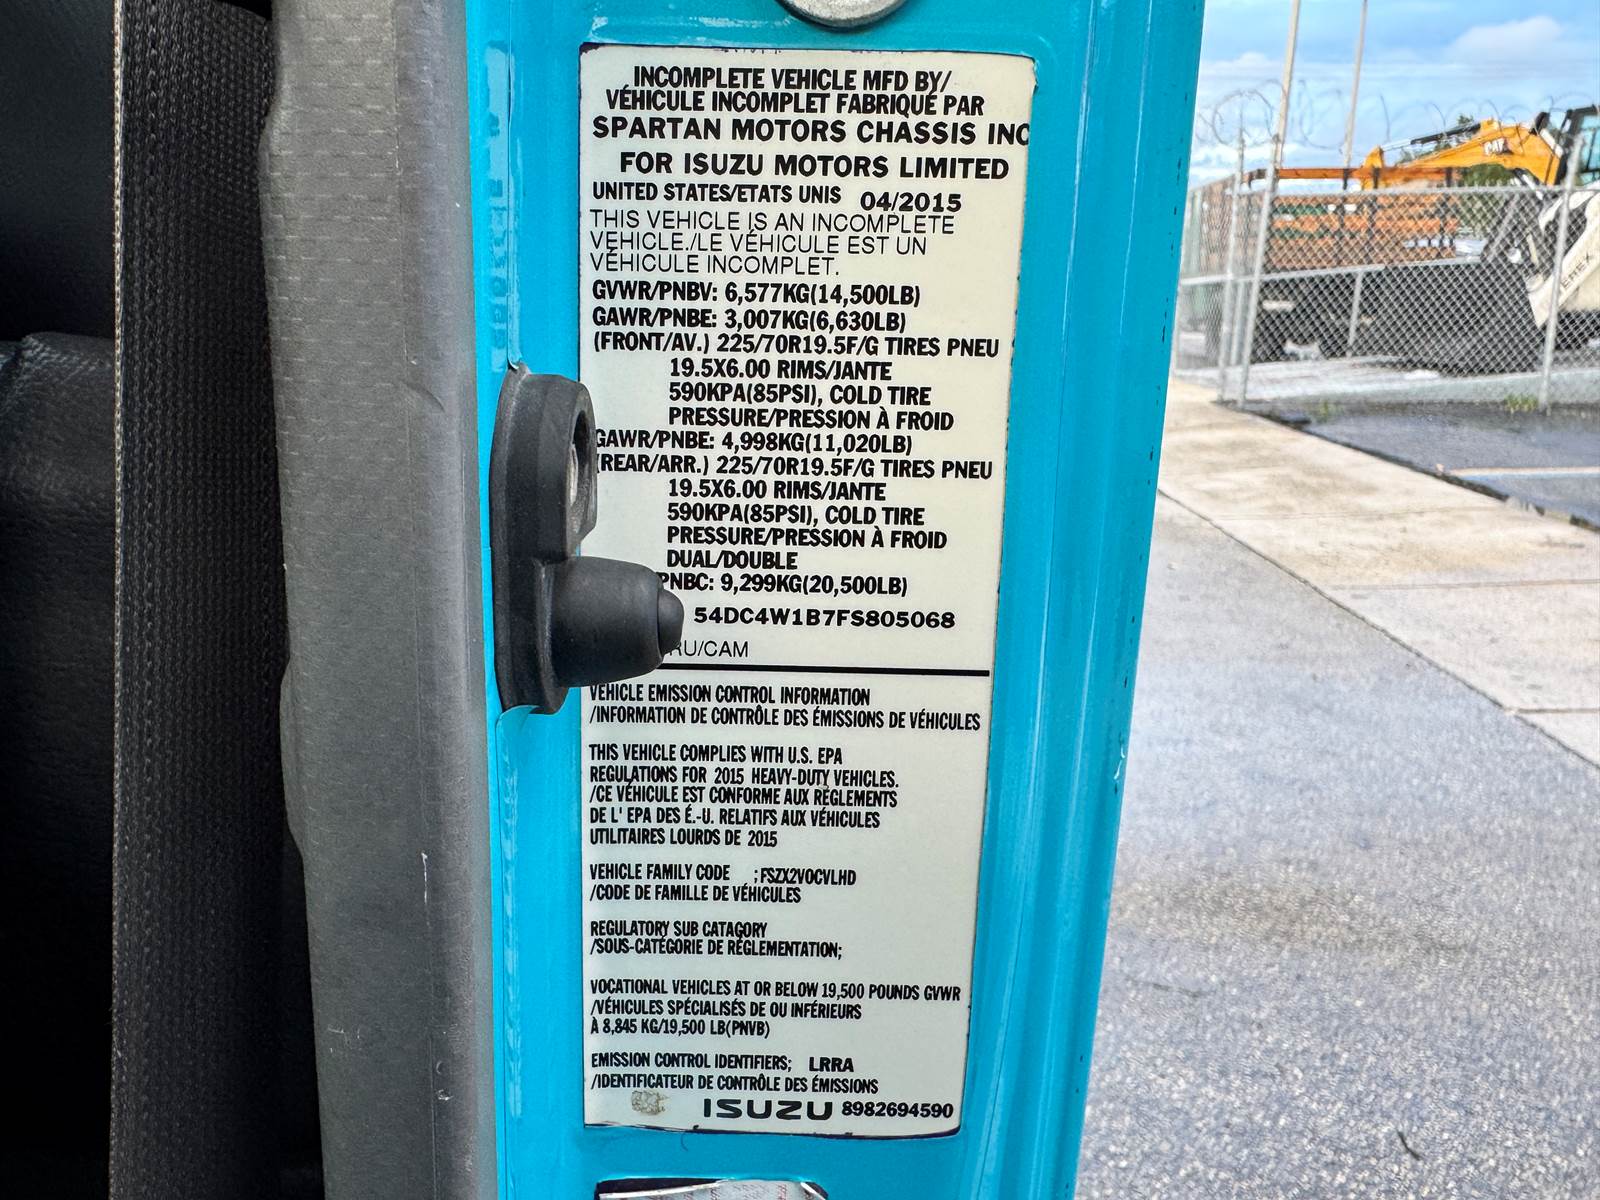 INCOMPLETE VEHICLE MFD BY/
VÉHICULE INCOMPLET FABRIQUÉ PAR
SPARTAN MOTORS CHASSIS INC
FOR ISUZU MOTORS LIMITED
UNITED STATES/ETATS UNIS 04/2015
THIS VEHICLE IS AN INCOMPLETE
VEHICLE./LE VÉHICULE EST UN
VÉHICULE INCOMPLET.
GVWR/PNBV: 6,577KG(14,500LB)
GAWR/PNBE: 3,007KG(6,630LB)
(FRONT/AV.) 225/70R19.5F/G TIRES PNEU
19.5X6.00 RIMS/JANTE
590KPA(85PSI), COLD TIRE
PRESSURE/PRESSION À FROID
GAWR/PNBE: 4,998KG(11,020LB)
(REAR/ARR.) 225/70R19.5F/G TIRES PNEU
19.5X6.00 RIMS/JANTE
590KPA(85PSI), COLD TIRE
PRESSURE/PRESSION À FROID
DUAL/DOUBLE
PNBC: 9,299KG(20,500LB)
54DC4W1B7FS805068
RU/CAM
VEHICLE EMISSION CONTROL INFORMATION
/INFORMATION DE CONTRÔLE DES ÉMISSIONS DE VÉHICULES
THIS VEHICLE COMPLIES WITH U.S. EPA
REGULATIONS FOR 2015 HEAVY-DUTY VEHICLES.
/CE VÉHICULE EST CONFORME AUX RÈGLEMENTS
DE L' EPA DES É.-U. RELATIFS AUX VÉHICULES
UTILITAIRES LOURDS DE 2015
VEHICLE FAMILY CODE ;FSZX2VOCVLHD
/CODE DE FAMILLE DE VÉHICULES
REGULATORY SUB CATAGORY
/SOUS-CATÉGORIE DE RÉGLEMENTATION;
VOCATIONAL VEHICLES AT OR BELOW 19,500 POUNDS GVWR
/VÉHICULES SPÉCIALISÉS DE OU INFÉRIEURS
À 8,845 KG/19,500 LB(PNVB)
EMISSION CONTROL IDENTIFIERS; LRRA
/IDENTIFICATEUR DE CONTRÔLE DES ÉMISSIONS
ISUZU 8982694590
CAT